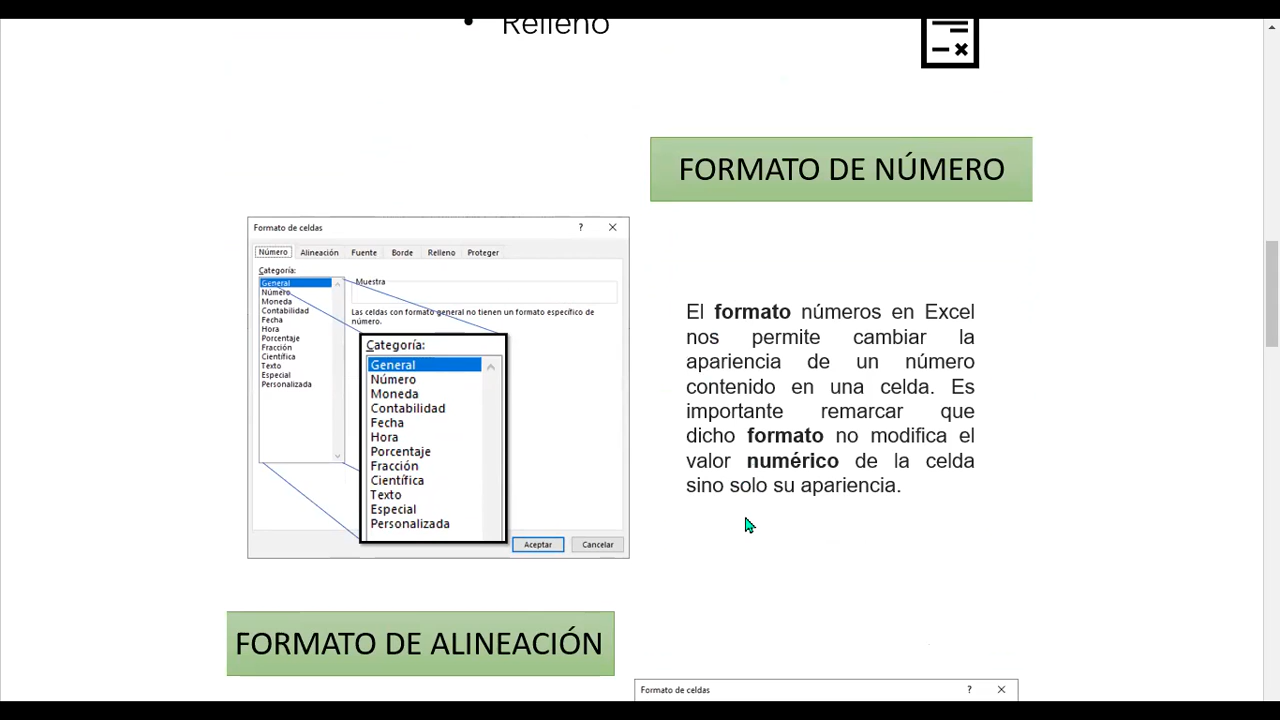 Relleno
FORMATO DE NÚMERO
Formato de celdas
Número Alineación Fuente Borde Relleno Proteger
Categoría:
General
Número
Moneda
Contabilidad
Fecha
Hora
Porcentaje
Fracción
Científica
Texto
Especial
Personalizada
Muestra
Las celdas con formato general no tienen un formato específico de
número.
Categoría:
General
Número
Moneda
Contabilidad
Fecha
Hora
Porcentaje
Fracción
Científica
Texto
Especial
Personalizada
Aceptar Cancelar
El formato números en Excel
nos permite cambiar la
apariencia de un número
contenido en una celda. Es
importante remarcar que
dicho formato no modifica el
valor numérico de la celda
sino solo su apariencia.
FORMATO DE ALINEACIÓN
Formato de celdas